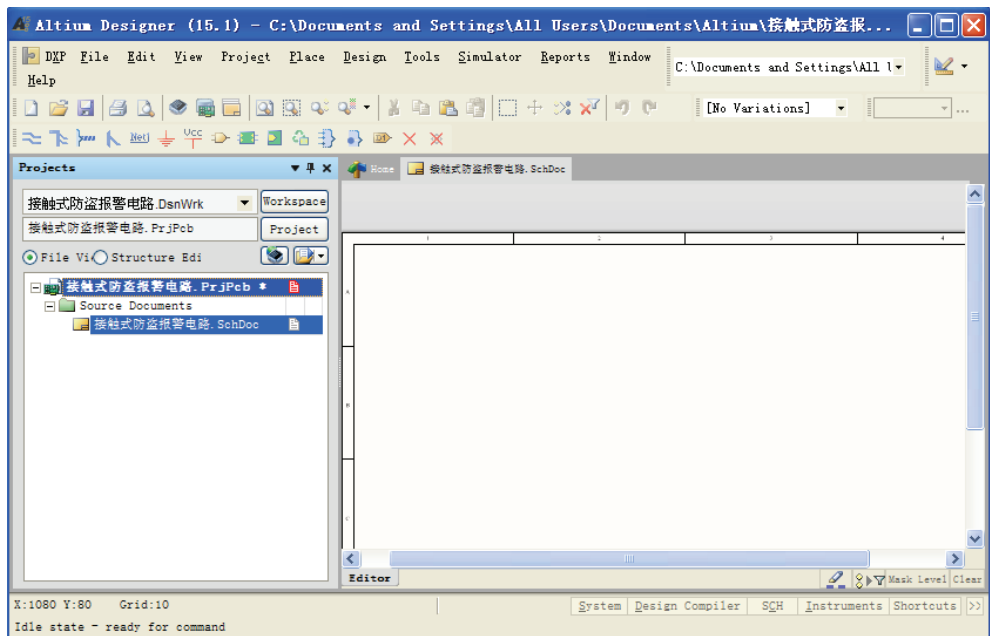 Altium Designer (15.1) - C:\Documents and Settings\All Users\Documents\Altium\接触式防盗报...
DXP File Edit View Project Place Design Tools Simulator Reports Window
C:\Documents and Settings\All
Help
[No Variations] ...
Net Vcc
Projects
Home 接触式防盗报警电路.SchDoc
接触式防盗报警电路.DsnWrk Workspace
接触式防盗报警电路.PrjPcb Project
File Vi Structure Edi
接触式防盗报警电路.PrjPcb *
Source Documents
接触式防盗报警电路.SchDoc
1 2 3 4
A
B
C
Editor Mask Level Clear
X:1080 Y:80 Grid:10 System Design Compiler SCH Instruments Shortcuts >>
Idle state - ready for command